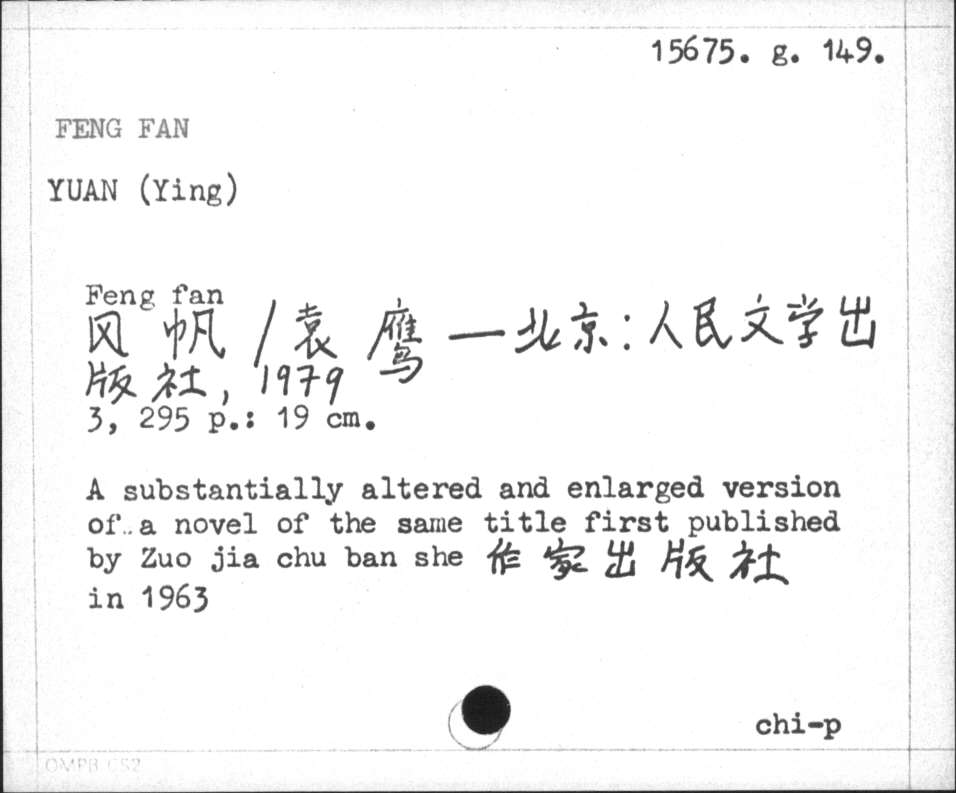 15675. g. 149.
FENG FAN
YUAN (Ying)
Feng fan
风 帆 / 袁 鹰 — 北京: 人民文学出
版社, 1979
3, 295 p.: 19 cm.
A substantially altered and enlarged version
of a novel of the same title first published
by Zuo jia chu ban she 作家出版社
in 1963
chi-p
OMPB CS2